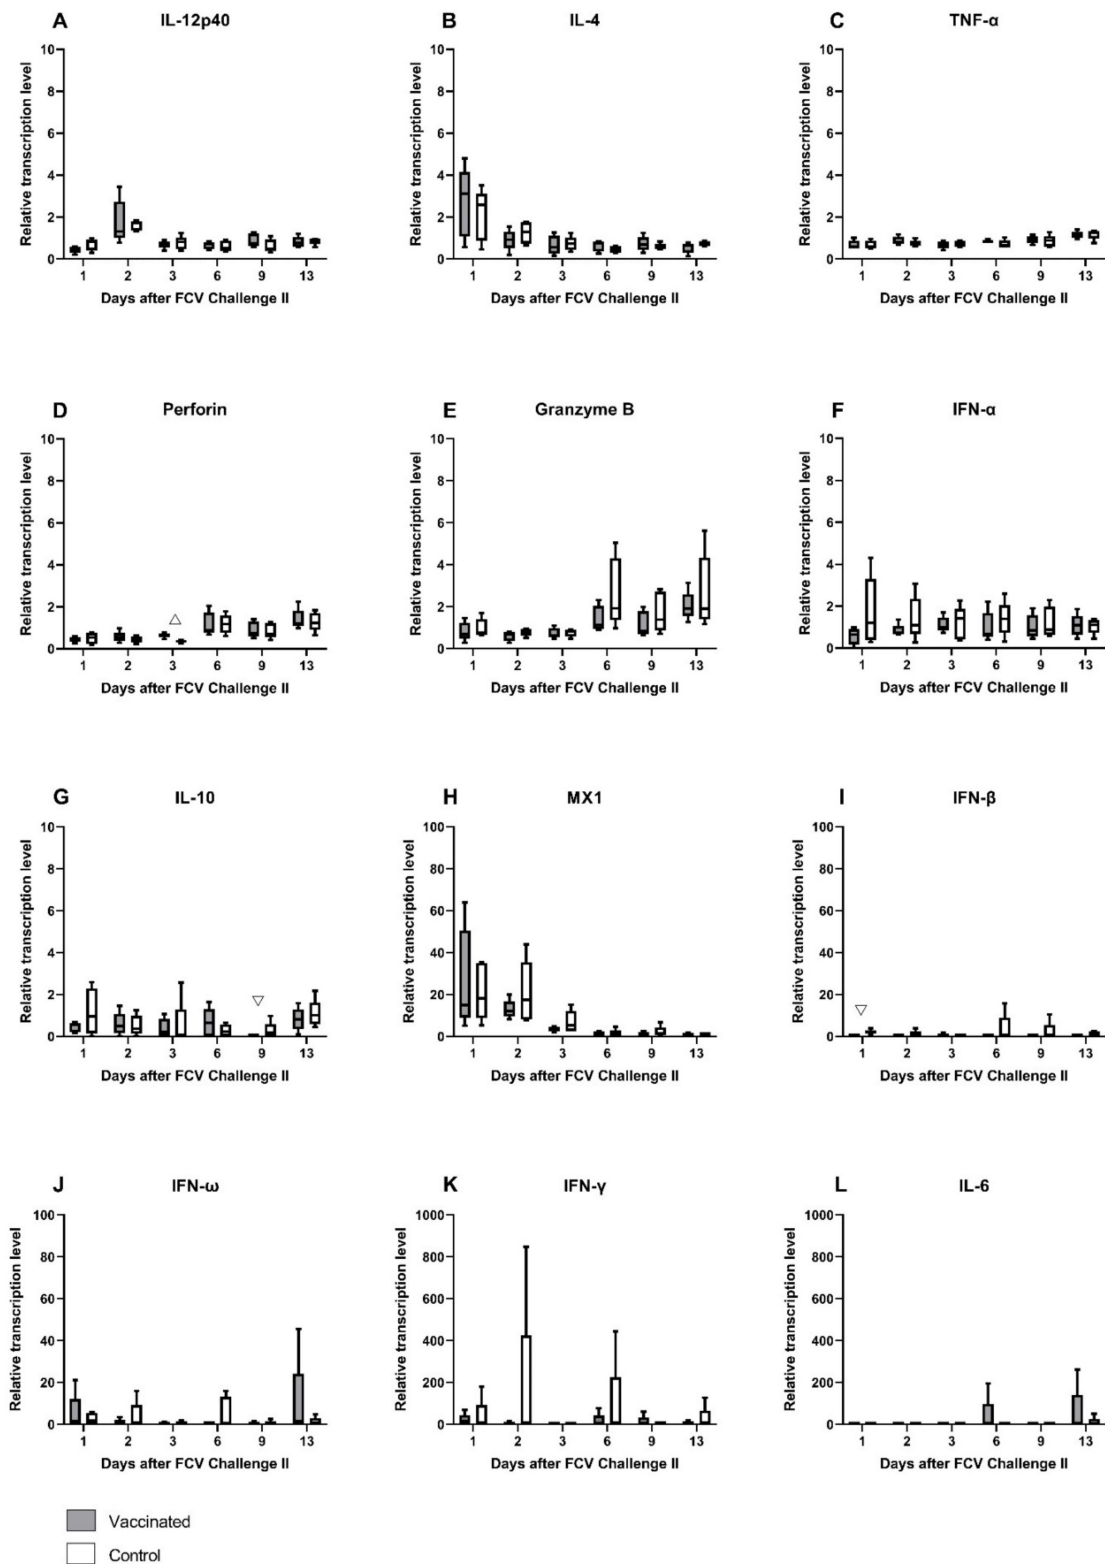 A IL-12p40
Relative transcription level
10
8
6
4
2
0
1 2 3 6 9 13
Days after FCV Challenge II
B IL-4
Relative transcription level
10
8
6
4
2
0
1 2 3 6 9 13
Days after FCV Challenge II
C TNF-α
Relative transcription level
10
8
6
4
2
0
1 2 3 6 9 13
Days after FCV Challenge II
D Perforin
Relative transcription level
10
8
6
4
2
0
1 2 3 6 9 13
Days after FCV Challenge II
E Granzyme B
Relative transcription level
10
8
6
4
2
0
1 2 3 6 9 13
Days after FCV Challenge II
F IFN-α
Relative transcription level
10
8
6
4
2
0
1 2 3 6 9 13
Days after FCV Challenge II
G IL-10
Relative transcription level
10
8
6
4
2
0
1 2 3 6 9 13
Days after FCV Challenge II
H MX1
Relative transcription level
100
80
60
40
20
0
1 2 3 6 9 13
Days after FCV Challenge II
I IFN-β
Relative transcription level
100
80
60
40
20
0
1 2 3 6 9 13
Days after FCV Challenge II
J IFN-ω
Relative transcription level
100
80
60
40
20
0
1 2 3 6 9 13
Days after FCV Challenge II
K IFN-γ
Relative transcription level
1000
800
600
400
200
0
1 2 3 6 9 13
Days after FCV Challenge II
L IL-6
Relative transcription level
1000
800
600
400
200
0
1 2 3 6 9 13
Days after FCV Challenge II
Vaccinated
Control